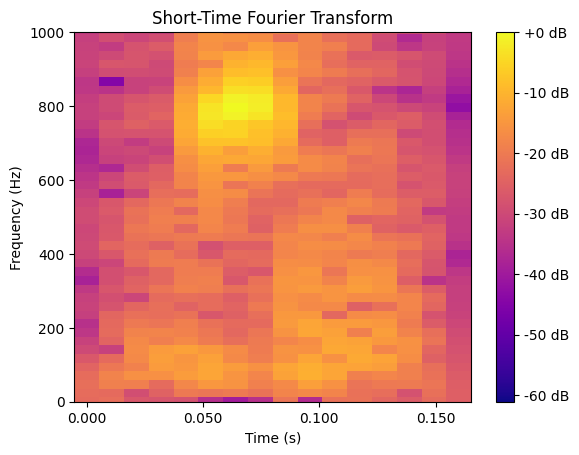 Short-Time Fourier Transform
1000
800
600
400
200
0
Frequency (Hz)
0.000
0.050
0.100
0.150
Time (s)
+0 dB
-10 dB
-20 dB
-30 dB
-40 dB
-50 dB
-60 dB